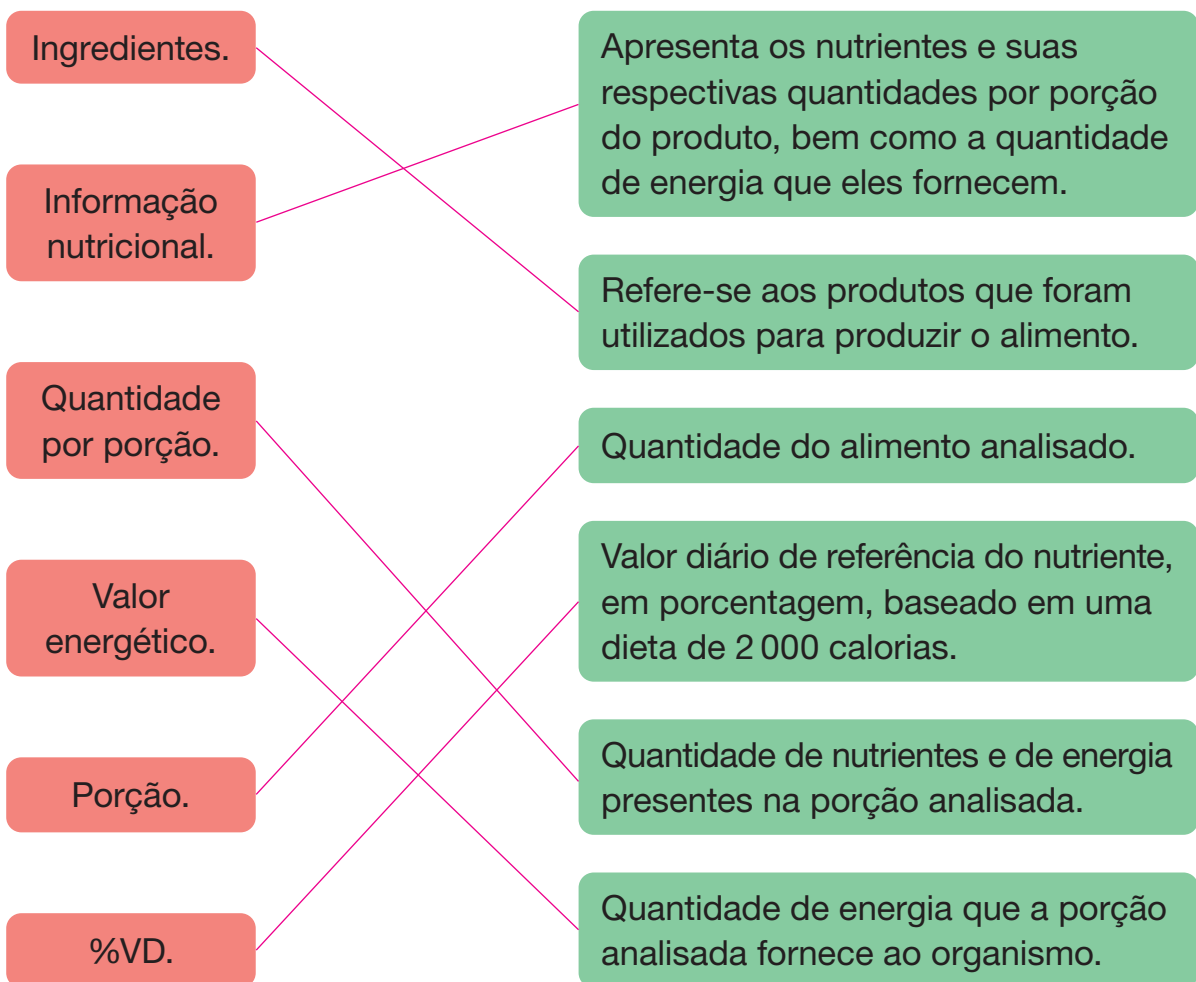 Ingredientes.
Informação
nutricional.
Quantidade
por porção.
Valor
energético.
Porção.
%VD.
Apresenta os nutrientes e suas
respectivas quantidades por porção
do produto, bem como a quantidade
de energia que eles fornecem.
Refere-se aos produtos que foram
utilizados para produzir o alimento.
Quantidade do alimento analisado.
Valor diário de referência do nutriente,
em porcentagem, baseado em uma
dieta de 2 000 calorias.
Quantidade de nutrientes e de energia
presentes na porção analisada.
Quantidade de energia que a porção
analisada fornece ao organismo.